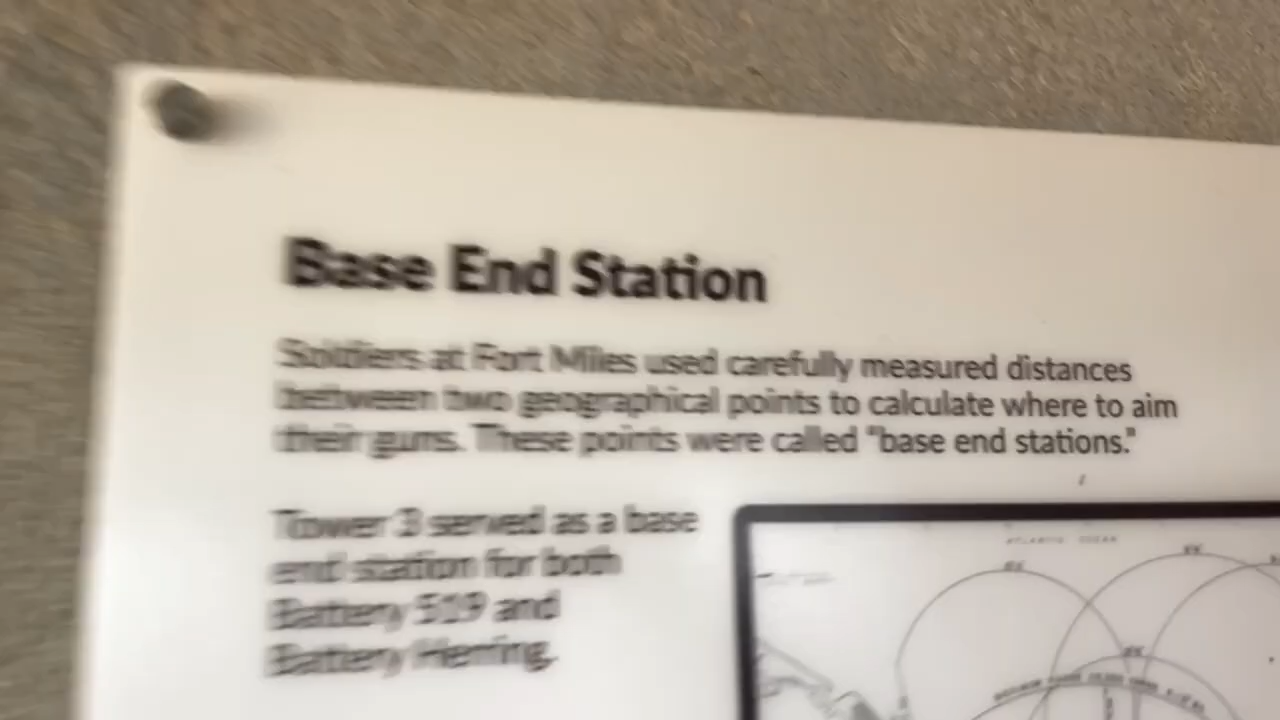 Base End Station
Soldiers at Fort Miles used carefully measured distances
between two geographical points to calculate where to aim
their guns. These points were called "base end stations."
Tower 3 served as a base
end station for both
Battery 519 and
Battery Herring.
ATLANTIC OCEAN